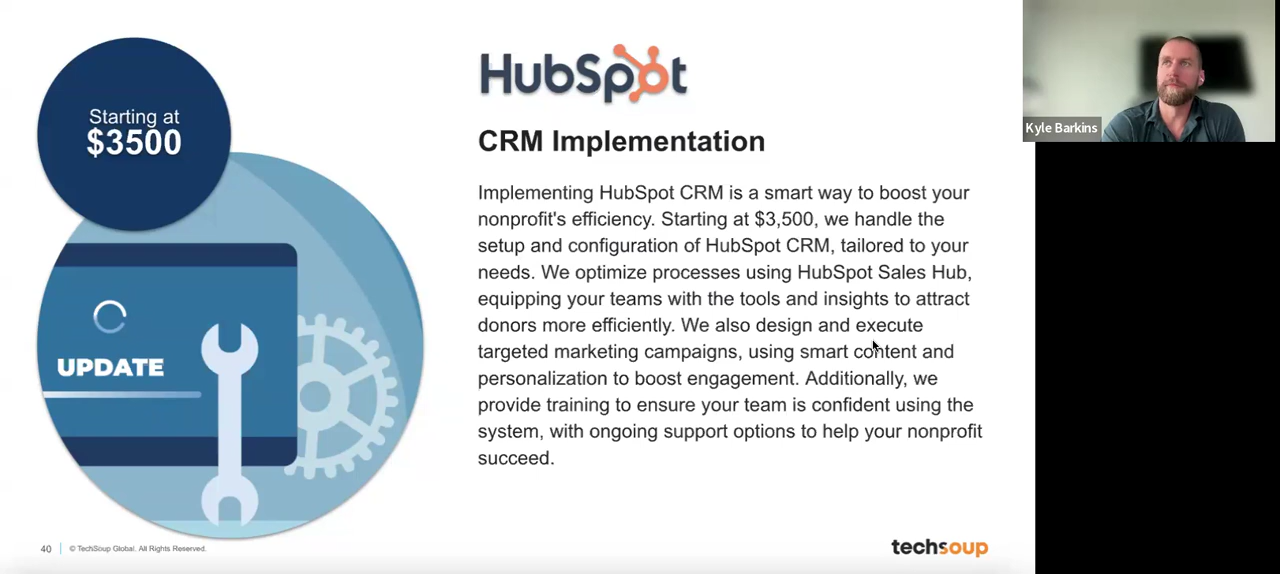 Starting at
$3500
UPDATE
HubSpot
CRM Implementation
Implementing HubSpot CRM is a smart way to boost your
nonprofit's efficiency. Starting at $3,500, we handle the
setup and configuration of HubSpot CRM, tailored to your
needs. We optimize processes using HubSpot Sales Hub,
equipping your teams with the tools and insights to attract
donors more efficiently. We also design and execute
targeted marketing campaigns, using smart content and
personalization to boost engagement. Additionally, we
provide training to ensure your team is confident using the
system, with ongoing support options to help your nonprofit
succeed.
Kyle Barkins
40
© TechSoup Global. All Rights Reserved.
techsoup